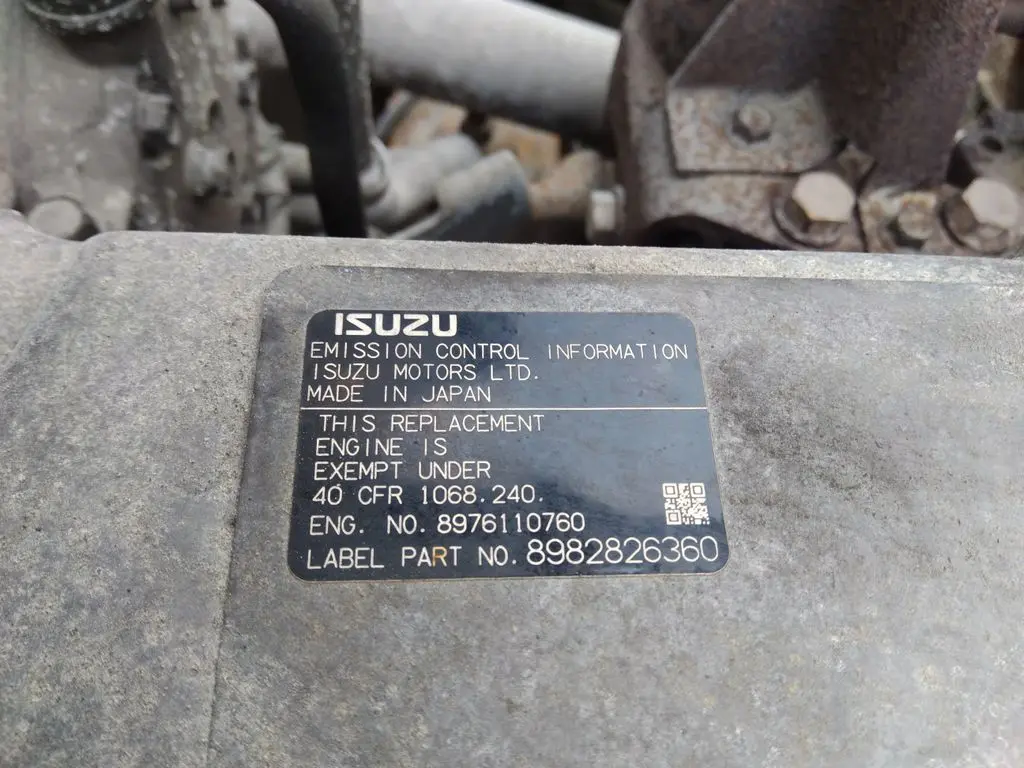 ISUZU
EMISSION CONTROL INFORMATION
ISUZU MOTORS LTD.
MADE IN JAPAN
THIS REPLACEMENT
ENGINE IS
EXEMPT UNDER
40 CFR 1068.240.
ENG. NO. 8976110760
LABEL PART NO. 8982826360